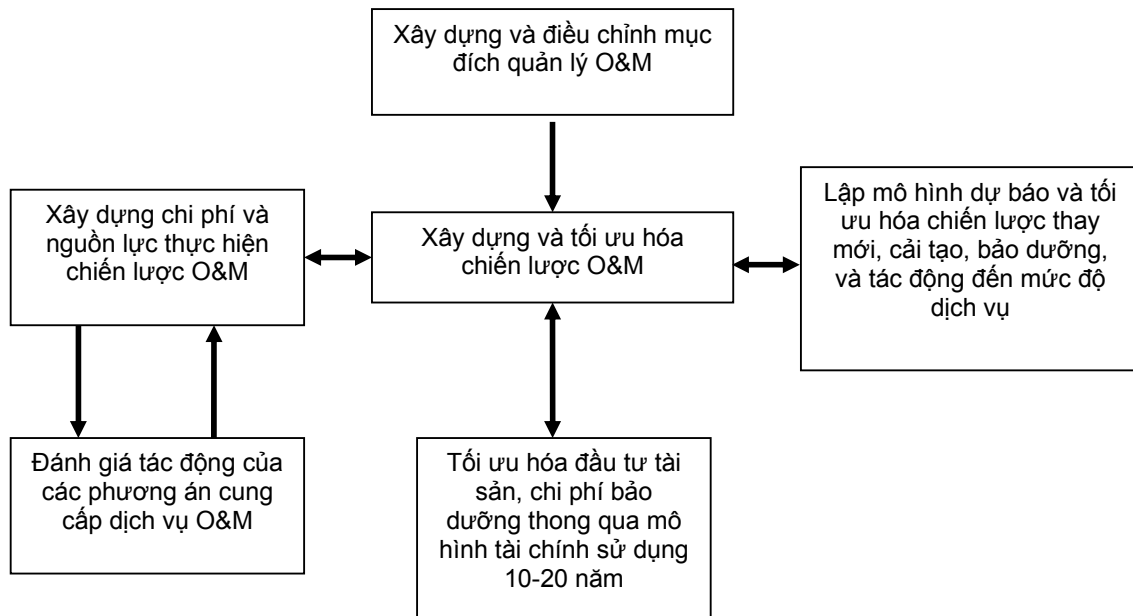 Xây dựng và điều chỉnh mục
đích quản lý O&M
Xây dựng chi phí và
nguồn lực thực hiện
chiến lược O&M
Xây dựng và tối ưu hóa
chiến lược O&M
Lập mô hình dự báo và tối
ưu hóa chiến lược thay
mới, cải tạo, bảo dưỡng,
và tác động đến mức độ
dịch vụ
Đánh giá tác động của
các phương án cung
cấp dịch vụ O&M
Tối ưu hóa đầu tư tài
sản, chi phí bảo
dưỡng thong qua mô
hình tài chính sử dụng
10-20 năm